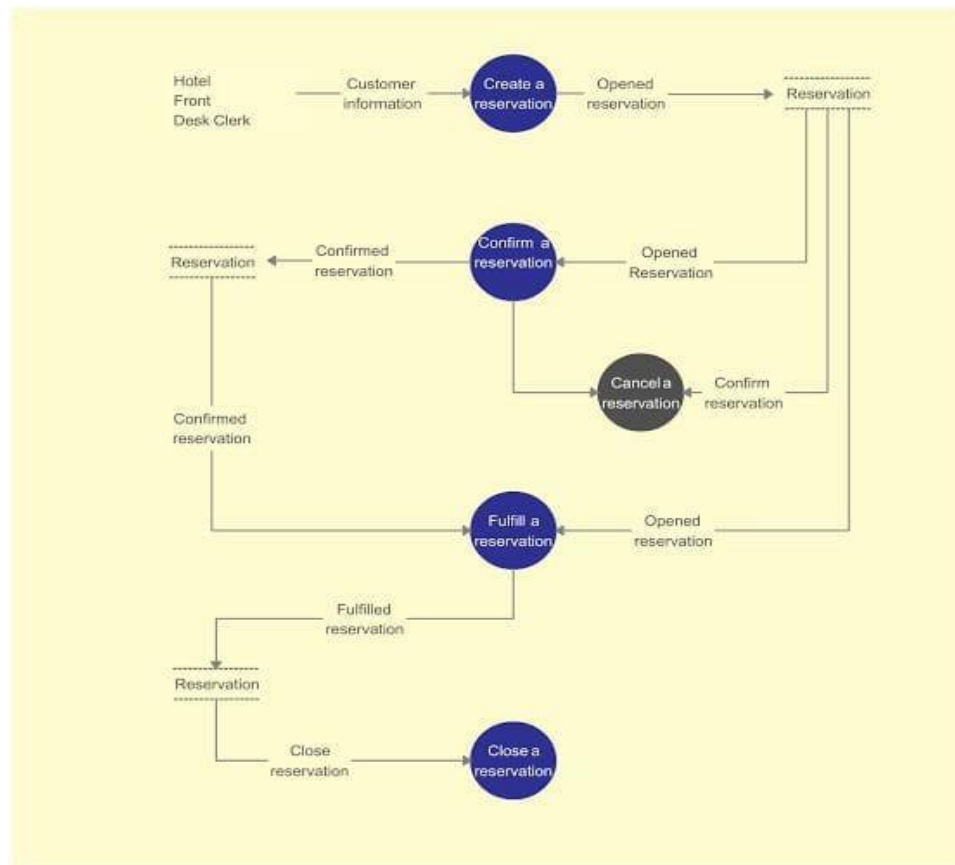 Hotel
Front
Desk Clerk
Customer
information
Create a
reservation
Opened
reservation
Reservation
Reservation
Confirmed
reservation
Confirm a
reservation
Opened
Reservation
Cancel a
reservation
Confirm
reservation
Confirmed
reservation
Fulfill a
reservation
Opened
reservation
Fulfilled
reservation
Reservation
Close
reservation
Close a
reservation